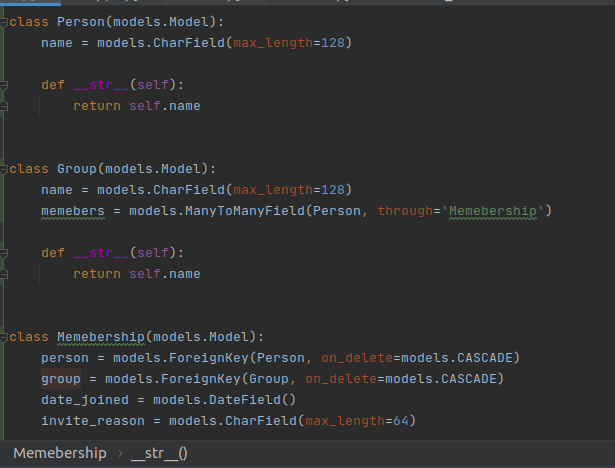 class Person(models.Model):
    name = models.CharField(max_length=128)
    def __str__(self):
        return self.name
class Group(models.Model):
    name = models.CharField(max_length=128)
    memebers = models.ManyToManyField(Person, through='Memebership')
    def __str__(self):
        return self.name
class Memebership(models.Model):
    person = models.ForeignKey(Person, on_delete=models.CASCADE)
    group = models.ForeignKey(Group, on_delete=models.CASCADE)
    date_joined = models.DateField()
    invite_reason = models.CharField(max_length=64)
Memebership › __str__()